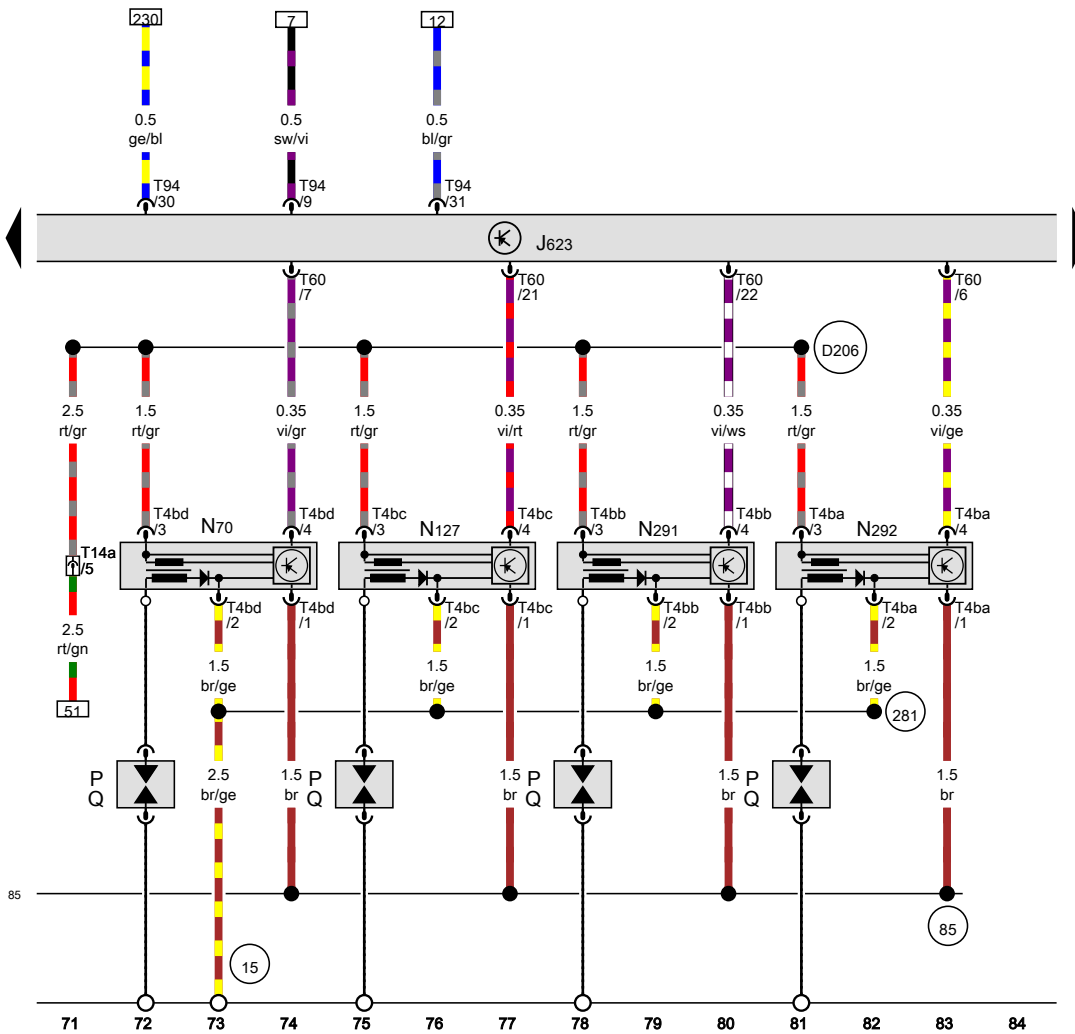 230 7 12
0.5 0.5 0.5
ge/bl sw/vi bl/gr
T94 T94 T94
/30 /9 /31
J623
T60 T60 T60 T60
/7 /21 /22 /6
D206
2.5 1.5 0.35 1.5 0.35 1.5 0.35 1.5 0.35
rt/gr rt/gr vi/gr rt/gr vi/rt rt/gr vi/ws rt/gr vi/ge
T4bd N70 T4bd T4bc N127 T4bc T4bb N291 T4bb T4ba N292 T4ba
/3 /4 /3 /4 /3 /4 /3 /4
T14a
/5
T4bd T4bd T4bc T4bc T4bb T4bb T4ba T4ba
/2 /1 /2 /1 /2 /1 /2 /1
2.5
rt/gn
1.5 1.5 1.5 1.5
br/ge br/ge br/ge br/ge
51
281
P 2.5 1.5 P 1.5 P 1.5 P 1.5
Q br/ge br Q br Q br Q br
85
85
15
71 72 73 74 75 76 77 78 79 80 81 82 83 84